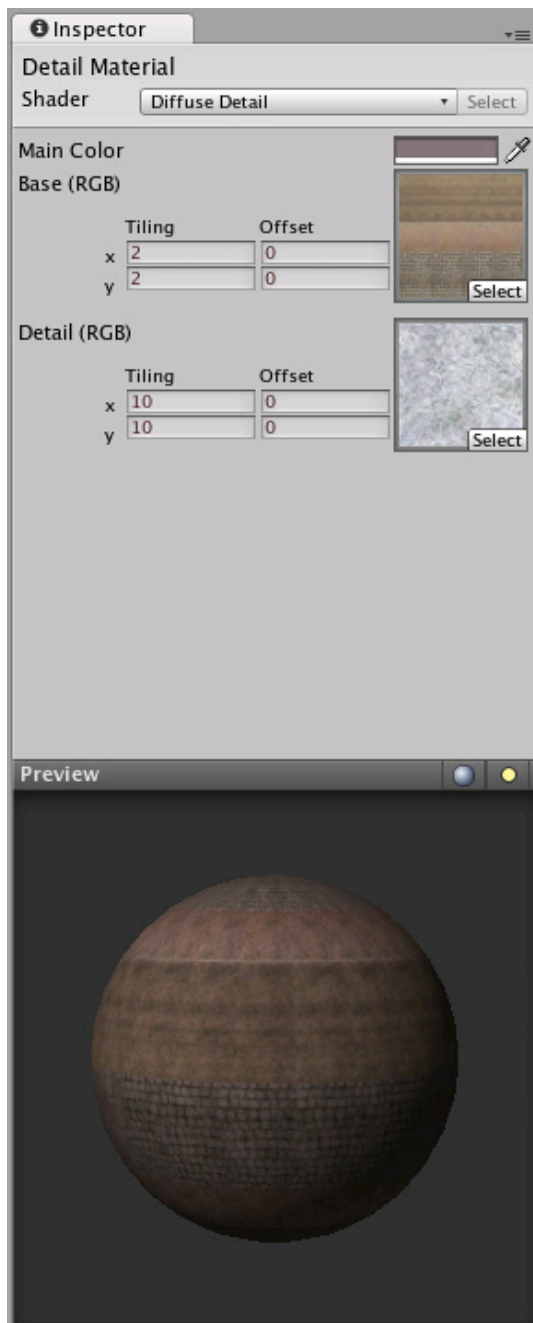 Inspector
Detail Material
Shader Diffuse Detail Select
Main Color
Base (RGB)
Tiling Offset
x 2 0
y 2 0
Select
Detail (RGB)
Tiling Offset
x 10 0
y 10 0
Select
Preview